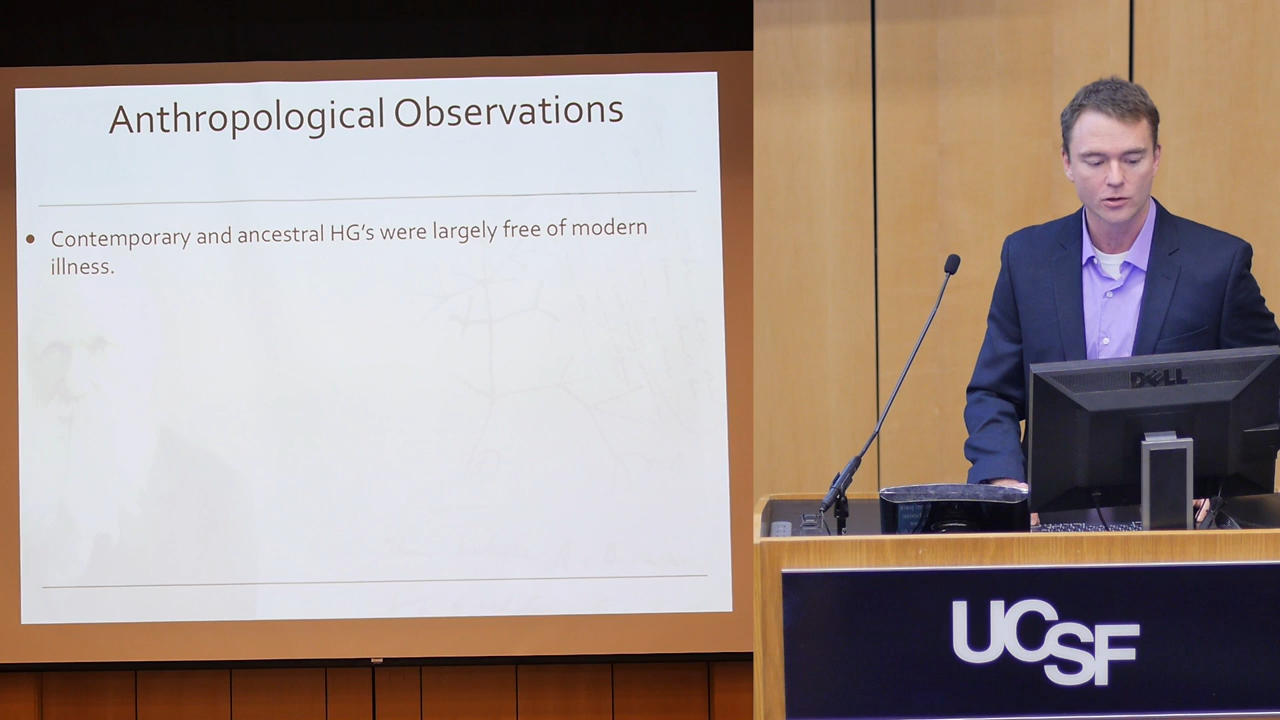 Anthropological Observations
• Contemporary and ancestral HG's were largely free of modern
illness.
DELL
UCSF